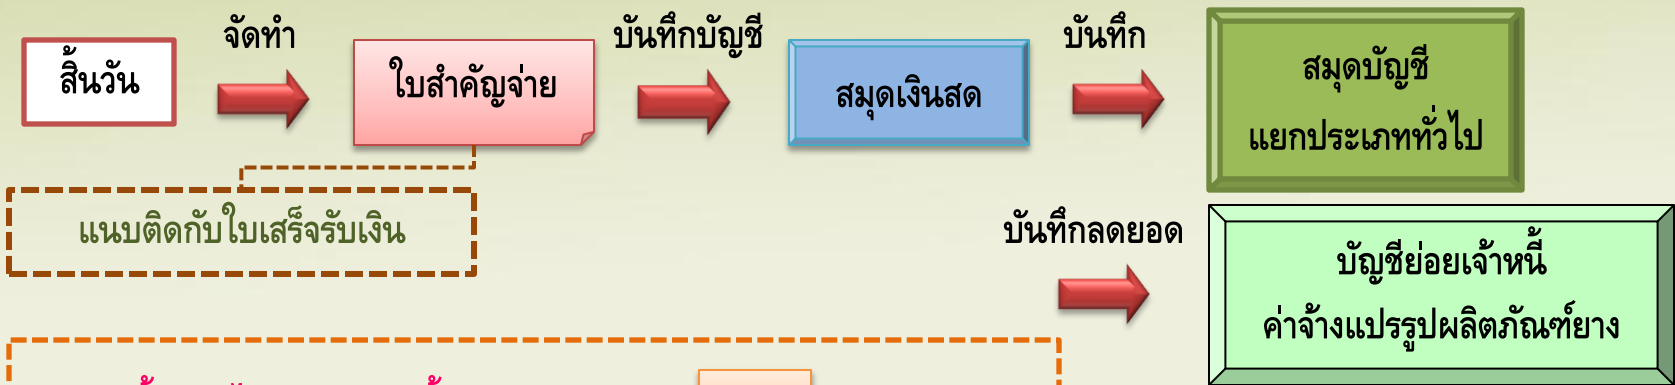 จัดทำ
บันทึกบัญชี
บันทึก
สิ้นวัน
ใบสำคัญจ่าย
สมุดเงินสด
สมุดบัญชี
แยกประเภททั่วไป
แนบติดกับใบเสร็จรับเงิน
บันทึกลดยอด
บัญชีย่อยเจ้าหนี้
ค่าจ้างแปรรูปผลิตภัณฑ์ยาง